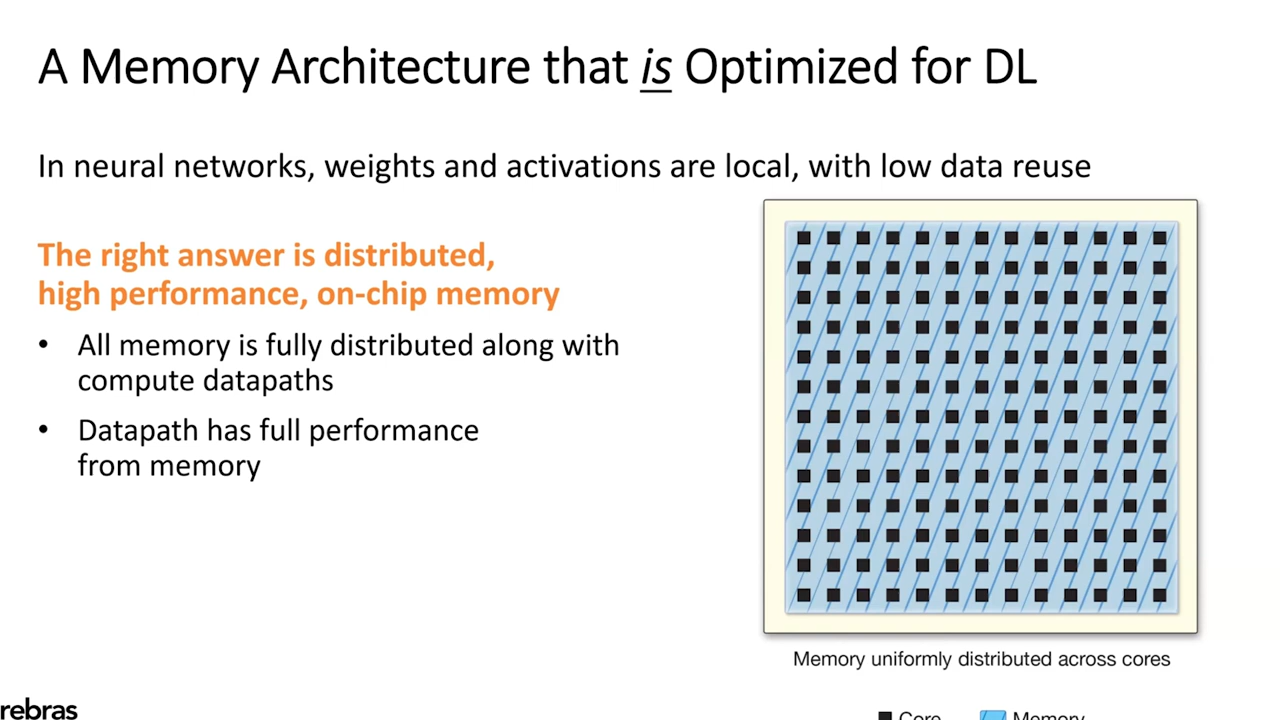 A Memory Architecture that is Optimized for DL
In neural networks, weights and activations are local, with low data reuse
The right answer is distributed,
high performance, on-chip memory
• All memory is fully distributed along with
compute datapaths
• Datapath has full performance
from memory
Memory uniformly distributed across cores
Core Memory
rebras